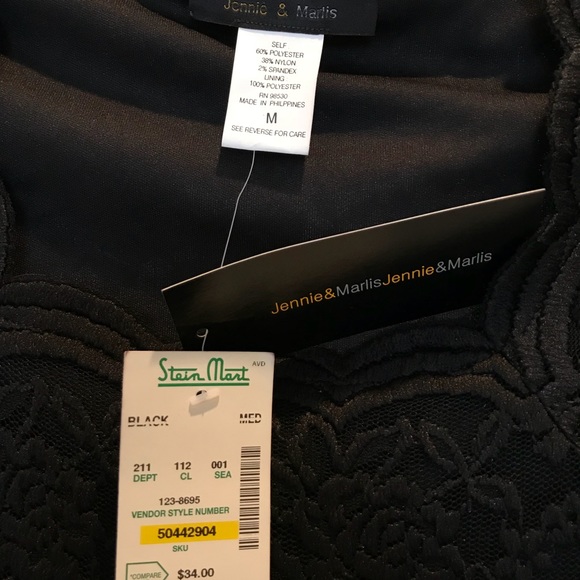 Jennie & Marlis
SELF
60% POLYESTER
38% NYLON
2% SPANDEX
LINING
100% POLYESTER
RN 98530
MADE IN PHILPPINES
M
SEE REVERSE FOR CARE
Jennie&MarlisJennie&Marlis
Stein Mart
AVD
BLACK MED
211 112 001
DEPT CL SEA
123-8695
VENDOR STYLE NUMBER
50442904
SKU
*COMPARE $34.00